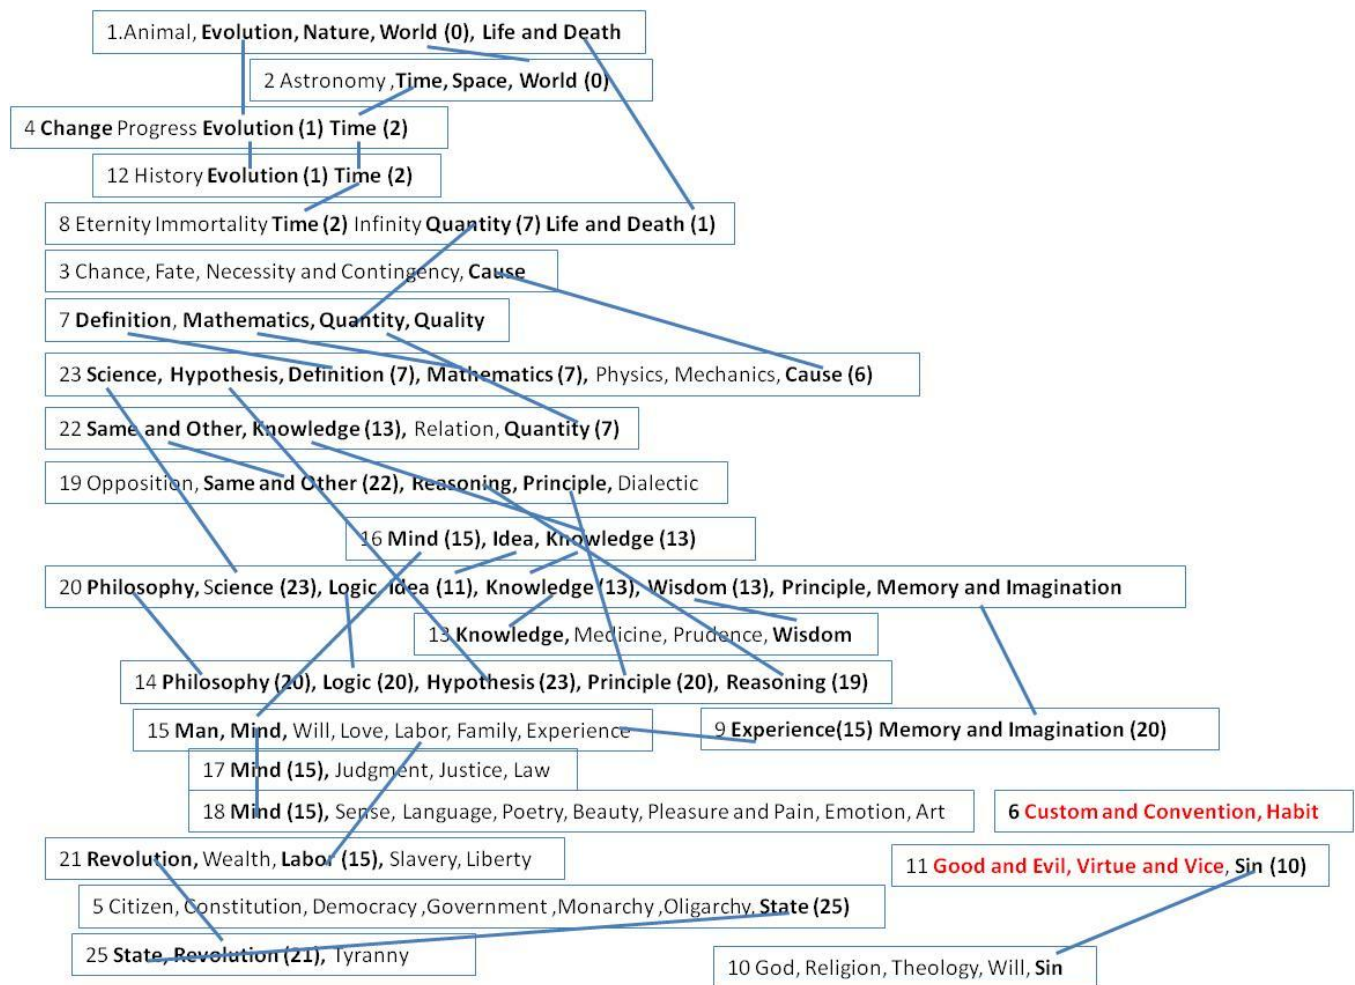 1.Animal, Evolution, Nature, World (0), Life and Death
2 Astronomy ,Time, Space, World (0)
4 Change Progress Evolution (1) Time (2)
12 History Evolution (1) Time (2)
8 Eternity Immortality Time (2) Infinity Quantity (7) Life and Death (1)
3 Chance, Fate, Necessity and Contingency, Cause
7 Definition, Mathematics, Quantity, Quality
23 Science, Hypothesis, Definition (7), Mathematics (7), Physics, Mechanics, Cause (6)
22 Same and Other, Knowledge (13), Relation, Quantity (7)
19 Opposition, Same and Other (22), Reasoning, Principle, Dialectic
16 Mind (15), Idea, Knowledge (13)
20 Philosophy, Science (23), Logic, Idea (11), Knowledge (13), Wisdom (13), Principle, Memory and Imagination
13 Knowledge, Medicine, Prudence, Wisdom
14 Philosophy (20), Logic (20), Hypothesis (23), Principle (20), Reasoning (19)
15 Man, Mind, Will, Love, Labor, Family, Experience
9 Experience(15) Memory and Imagination (20)
17 Mind (15), Judgment, Justice, Law
18 Mind (15), Sense, Language, Poetry, Beauty, Pleasure and Pain, Emotion, Art
6 Custom and Convention, Habit
21 Revolution, Wealth, Labor (15), Slavery, Liberty
11 Good and Evil, Virtue and Vice, Sin (10)
5 Citizen, Constitution, Democracy ,Government ,Monarchy ,Oligarchy, State (25)
25 State, Revolution (21), Tyranny
10 God, Religion, Theology, Will, Sin